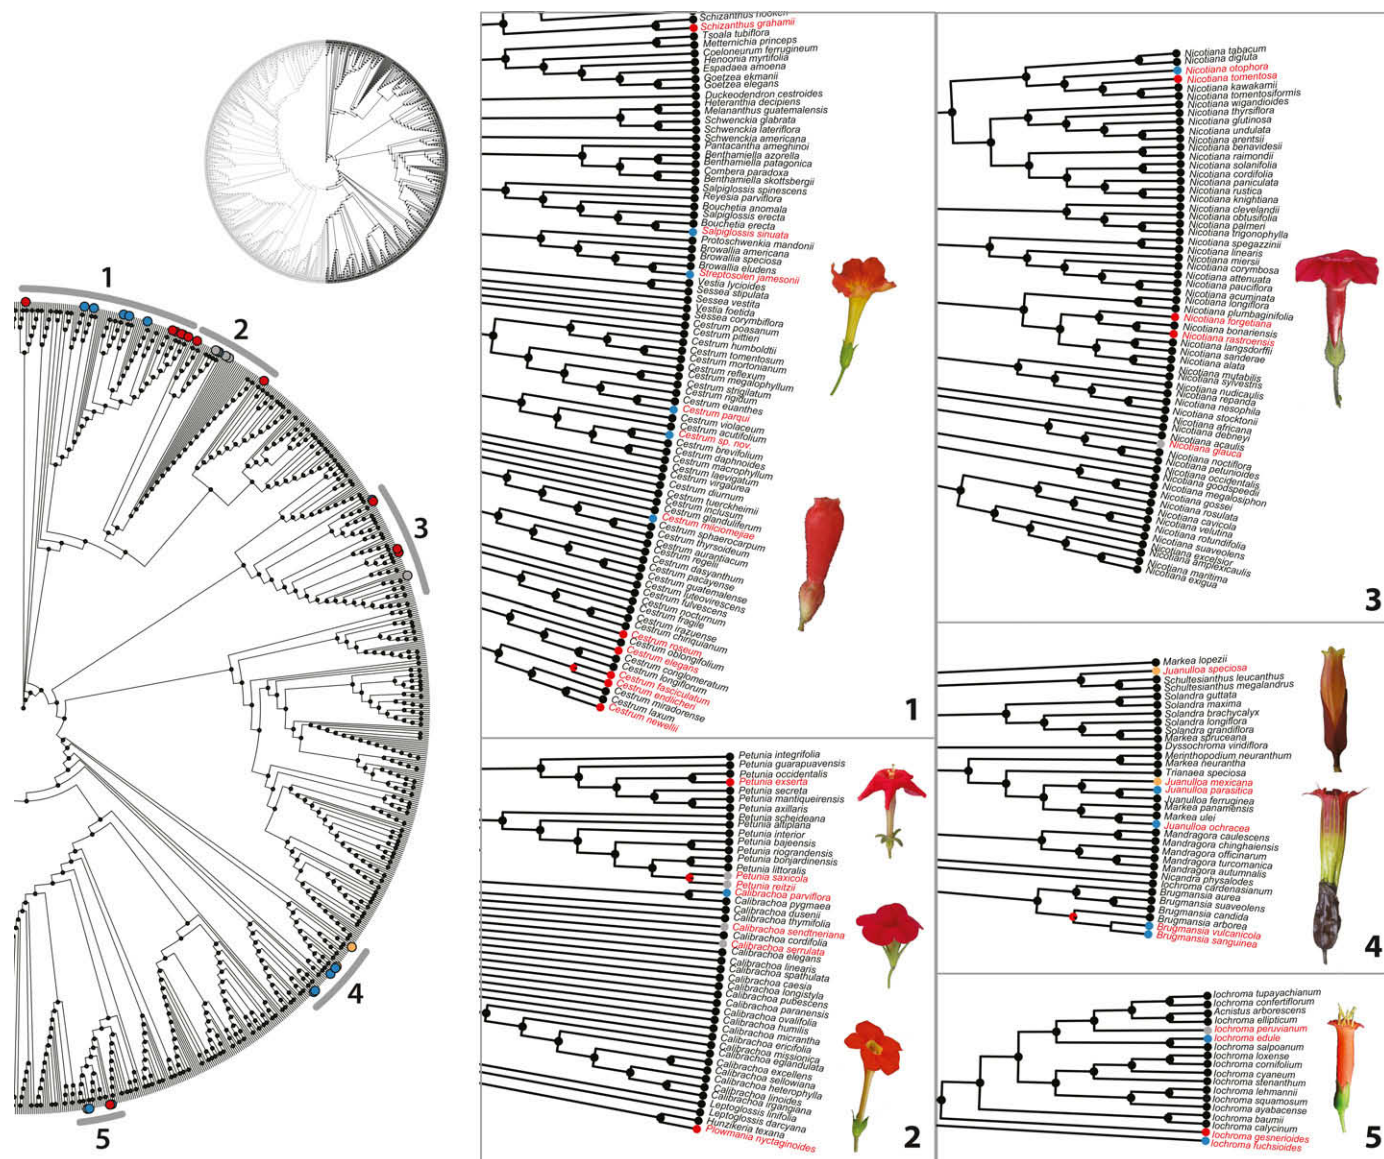 1
2
3
4
5
Schizanthus hookeri
Schizanthus grahamii
Tsoala tubiflora
Metternichia princeps
Coeloneurum ferrugineum
Henoonia myrtifolia
Espadaea amoena
Goetzea ekmanii
Goetzea elegans
Duckeodendron cestroides
Heteranthia decipiens
Melananthus guatemalensis
Schwenckia glabrata
Schwenckia lateriflora
Schwenckia americana
Pantacantha ameghinoi
Benthamiella azorella
Benthamiella patagonica
Combera paradoxa
Benthamiella skottsbergii
Salpiglossis spinescens
Reyesia parviflora
Bouchetia anomala
Salpiglossis erecta
Bouchetia erecta
Salpiglossis sinuata
Protoschwenkia mandonii
Browallia americana
Browallia speciosa
Browallia eludens
Streptosolen jamesonii
Vestia lycioides
Sessea stipulata
Sessea vestita
Vestia foetida
Sessea corymbiflora
Cestrum poasanum
Cestrum pittieri
Cestrum humboldtii
Cestrum tomentosum
Cestrum mortonianum
Cestrum reflexum
Cestrum megalophyllum
Cestrum strigilatum
Cestrum rigidum
Cestrum euanthes
Cestrum parqui
Cestrum violaceum
Cestrum acutifolium
Cestrum sp. nov.
Cestrum brevifolium
Cestrum daphnoides
Cestrum macrophyllum
Cestrum laevigatum
Cestrum virgaurea
Cestrum diurnum
Cestrum tuerckheimii
Cestrum inclusum
Cestrum glanduliferum
Cestrum milciomejiae
Cestrum sphaerocarpum
Cestrum thyrsoideum
Cestrum aurantiacum
Cestrum regelii
Cestrum dasyanthum
Cestrum pacayense
Cestrum guatemalense
Cestrum luteovirescens
Cestrum fulvescens
Cestrum nocturnum
Cestrum fragile
Cestrum irazuense
Cestrum chiriquianum
Cestrum roseum
Cestrum oblongifolium
Cestrum elegans
Cestrum conglomeratum
Cestrum longiflorum
Cestrum fasciculatum
Cestrum endlicheri
Cestrum miradorense
Cestrum laxum
Cestrum newellii
1
Petunia integrifolia
Petunia guarapuavensis
Petunia occidentalis
Petunia exserta
Petunia secreta
Petunia mantiqueirensis
Petunia axillaris
Petunia scheideana
Petunia altiplana
Petunia interior
Petunia bajeensis
Petunia riograndensis
Petunia bonjardinensis
Petunia littoralis
Petunia saxicola
Petunia reitzii
Calibrachoa parviflora
Calibrachoa pygmaea
Calibrachoa dusenii
Calibrachoa thymifolia
Calibrachoa sendtneriana
Calibrachoa cordifolia
Calibrachoa serrulata
Calibrachoa elegans
Calibrachoa linearis
Calibrachoa spathulata
Calibrachoa caesia
Calibrachoa longistyla
Calibrachoa pubescens
Calibrachoa paranensis
Calibrachoa ovalifolia
Calibrachoa humilis
Calibrachoa micrantha
Calibrachoa ericifolia
Calibrachoa missionica
Calibrachoa eglandulata
Calibrachoa excellens
Calibrachoa sellowiana
Calibrachoa heterophylla
Calibrachoa linoides
Calibrachoa irgangiana
Leptoglossis linifolia
Leptoglossis darcyana
Hunzikeria texana
Plowmania nyctaginoides
2
Nicotiana tabacum
Nicotiana digluta
Nicotiana otophora
Nicotiana tomentosa
Nicotiana kawakamii
Nicotiana tomentosiformis
Nicotiana wigandioides
Nicotiana thyrsiflora
Nicotiana glutinosa
Nicotiana undulata
Nicotiana arentsii
Nicotiana benavidesii
Nicotiana raimondii
Nicotiana solanifolia
Nicotiana cordifolia
Nicotiana paniculata
Nicotiana rustica
Nicotiana knightiana
Nicotiana clevelandii
Nicotiana obtusifolia
Nicotiana palmeri
Nicotiana trigonophylla
Nicotiana spegazzinii
Nicotiana linearis
Nicotiana miersii
Nicotiana corymbosa
Nicotiana attenuata
Nicotiana pauciflora
Nicotiana acuminata
Nicotiana longiflora
Nicotiana plumbaginifolia
Nicotiana forgetiana
Nicotiana bonariensis
Nicotiana rastroensis
Nicotiana langsdorffii
Nicotiana sanderae
Nicotiana alata
Nicotiana mutabilis
Nicotiana sylvestris
Nicotiana nudicaulis
Nicotiana repanda
Nicotiana nesophila
Nicotiana stocktonii
Nicotiana africana
Nicotiana debneyi
Nicotiana acaulis
Nicotiana glauca
Nicotiana noctiflora
Nicotiana petunioides
Nicotiana occidentalis
Nicotiana goodspeedii
Nicotiana megalosiphon
Nicotiana gossei
Nicotiana rosulata
Nicotiana cavicola
Nicotiana velutina
Nicotiana rotundifolia
Nicotiana suaveolens
Nicotiana excelsior
Nicotiana amplexicaulis
Nicotiana maritima
Nicotiana exigua
3
Markea lopezii
Juanulloa speciosa
Schultesianthus leucanthus
Schultesianthus megalandrus
Solandra guttata
Solandra maxima
Solandra brachycalyx
Solandra longiflora
Solandra grandiflora
Markea spruceana
Dyssochroma viridiflora
Merinthopodium neuranthum
Markea neurantha
Trianaea speciosa
Juanulloa mexicana
Juanulloa parasitica
Juanulloa ferruginea
Markea panamensis
Markea ulei
Juanulloa ochracea
Mandragora caulescens
Mandragora chinghaiensis
Mandragora officinarum
Mandragora turcomanica
Mandragora autumnalis
Nicandra physalodes
Iochroma cardenasianum
Brugmansia aurea
Brugmansia suaveolens
Brugmansia candida
Brugmansia arborea
Brugmansia vulcanicola
Brugmansia sanguinea
4
Iochroma tupayachianum
Iochroma confertiflorum
Acnistus arborescens
Iochroma ellipticum
Iochroma peruvianum
Iochroma edule
Iochroma salpoanum
Iochroma loxense
Iochroma cornifolium
Iochroma cyaneum
Iochroma stenanthum
Iochroma lehmannii
Iochroma squamosum
Iochroma ayabacense
Iochroma baumii
Iochroma calycinum
Iochroma gesnerioides
Iochroma fuchsioides
5